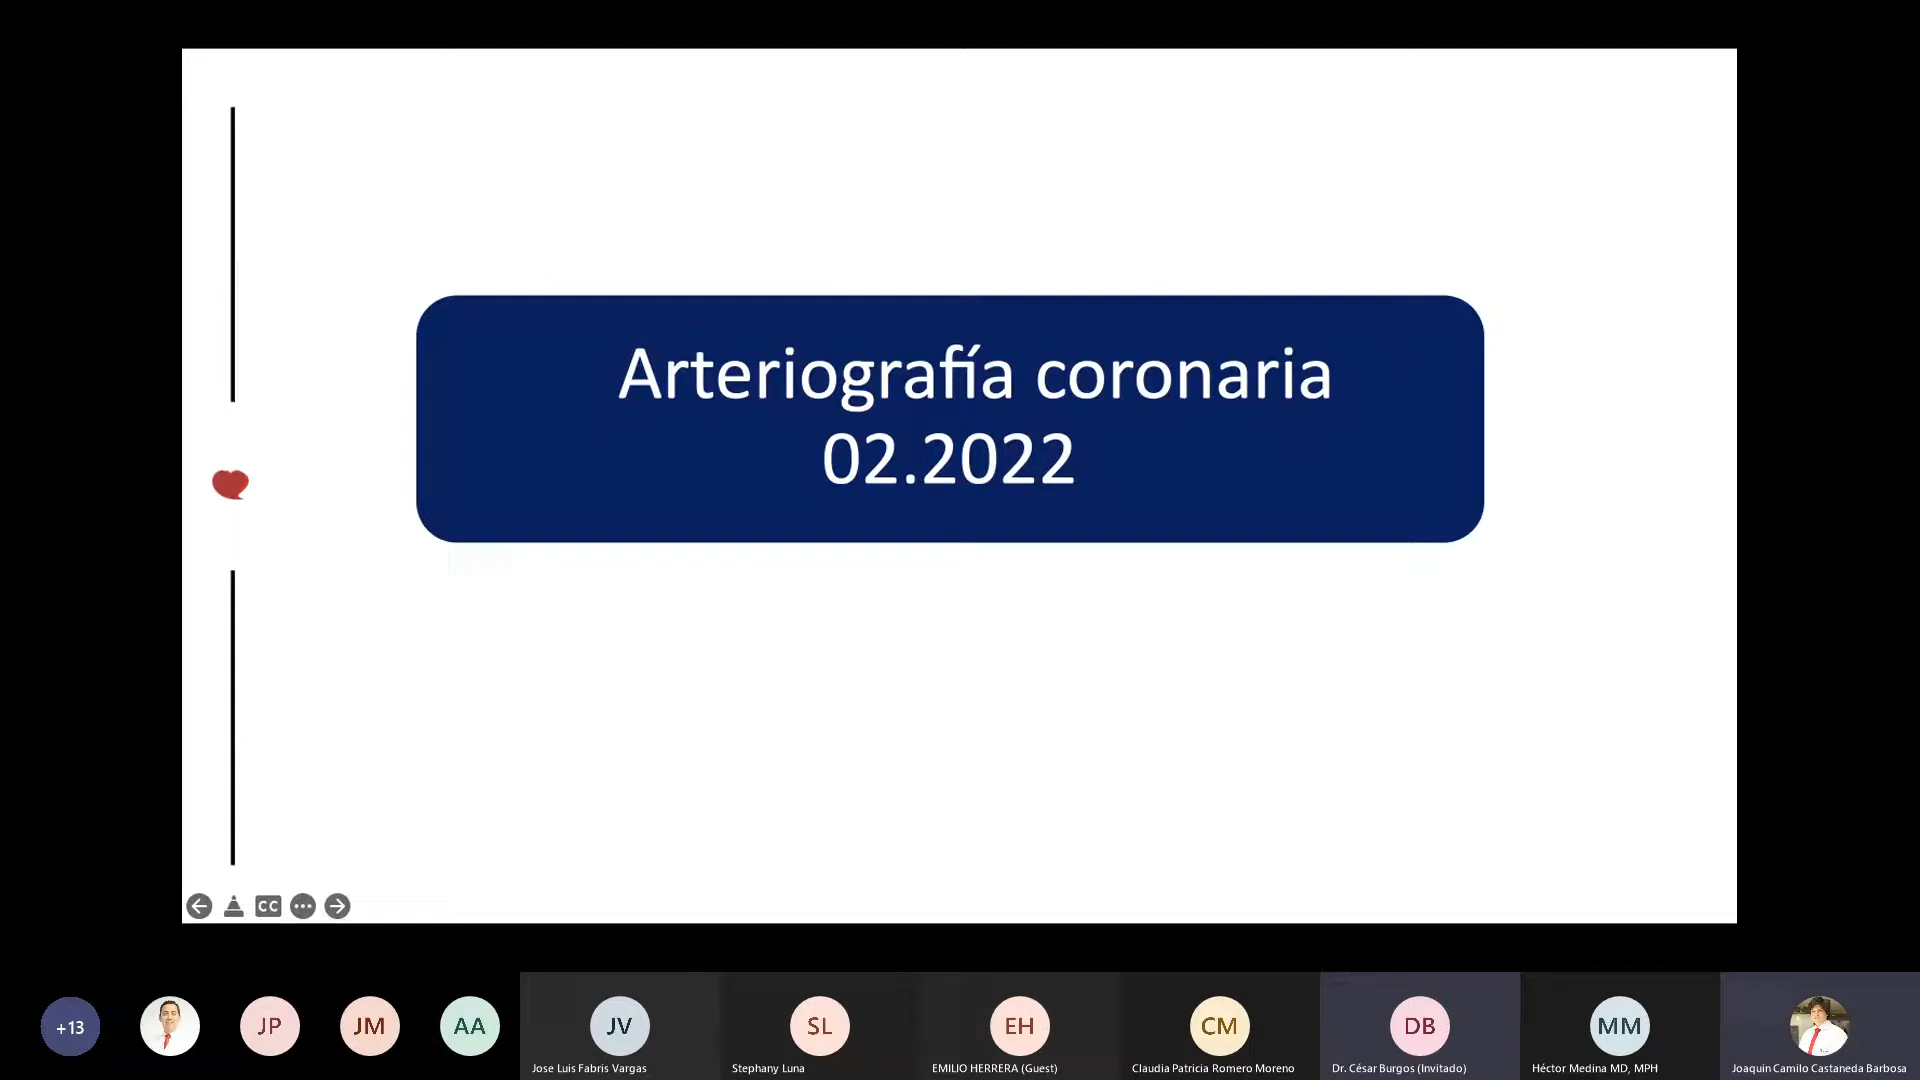 Arteriografía coronaria
02.2022
CC
+13
JP
JM
AA
JV
SL
EH
CM
DB
MM
Jose Luis Fabris Vargas
Stephany Luna
EMILIO HERRERA (Guest)
Claudia Patricia Romero Moreno
Dr. César Burgos (Invitado)
Héctor Medina MD, MPH
Joaquin Camilo Castaneda Barbosa